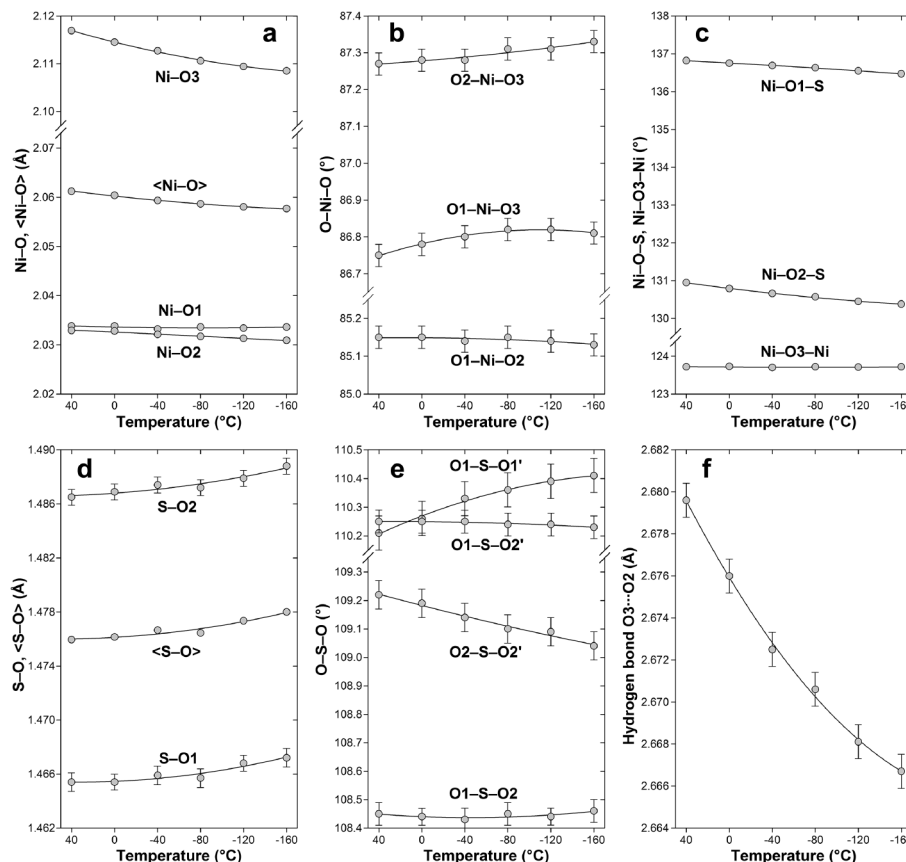 a
Ni–O, <Ni–O> (Å)
2.12
2.11
2.10
2.07
2.06
2.05
2.04
2.03
2.02
Ni–O3
<Ni–O>
Ni–O1
Ni–O2
40 0 -40 -80 -120 -160
Temperature (°C)
b
O–Ni–O (°)
87.4
87.3
87.2
87.1
87.0
86.9
86.8
86.7
85.2
85.1
85.0
O2–Ni–O3
O1–Ni–O3
O1–Ni–O2
40 0 -40 -80 -120 -160
Temperature (°C)
c
Ni–O–S, Ni–O3–Ni (°)
138
137
136
135
134
133
132
131
130
124
123
Ni–O1–S
Ni–O2–S
Ni–O3–Ni
40 0 -40 -80 -120 -160
Temperature (°C)
d
S–O, <S–O> (Å)
1.490
1.486
1.482
1.478
1.474
1.470
1.466
1.462
S–O2
<S–O>
S–O1
40 0 -40 -80 -120 -160
Temperature (°C)
e
O–S–O (°)
110.5
110.4
110.3
110.2
109.3
109.2
109.1
109.0
108.9
108.8
108.7
108.6
108.5
108.4
O1–S–O1'
O1–S–O2'
O2–S–O2'
O1–S–O2
40 0 -40 -80 -120 -160
Temperature (°C)
f
Hydrogen bond O3···O2 (Å)
2.682
2.680
2.678
2.676
2.674
2.672
2.670
2.668
2.666
2.664
40 0 -40 -80 -120 -160
Temperature (°C)